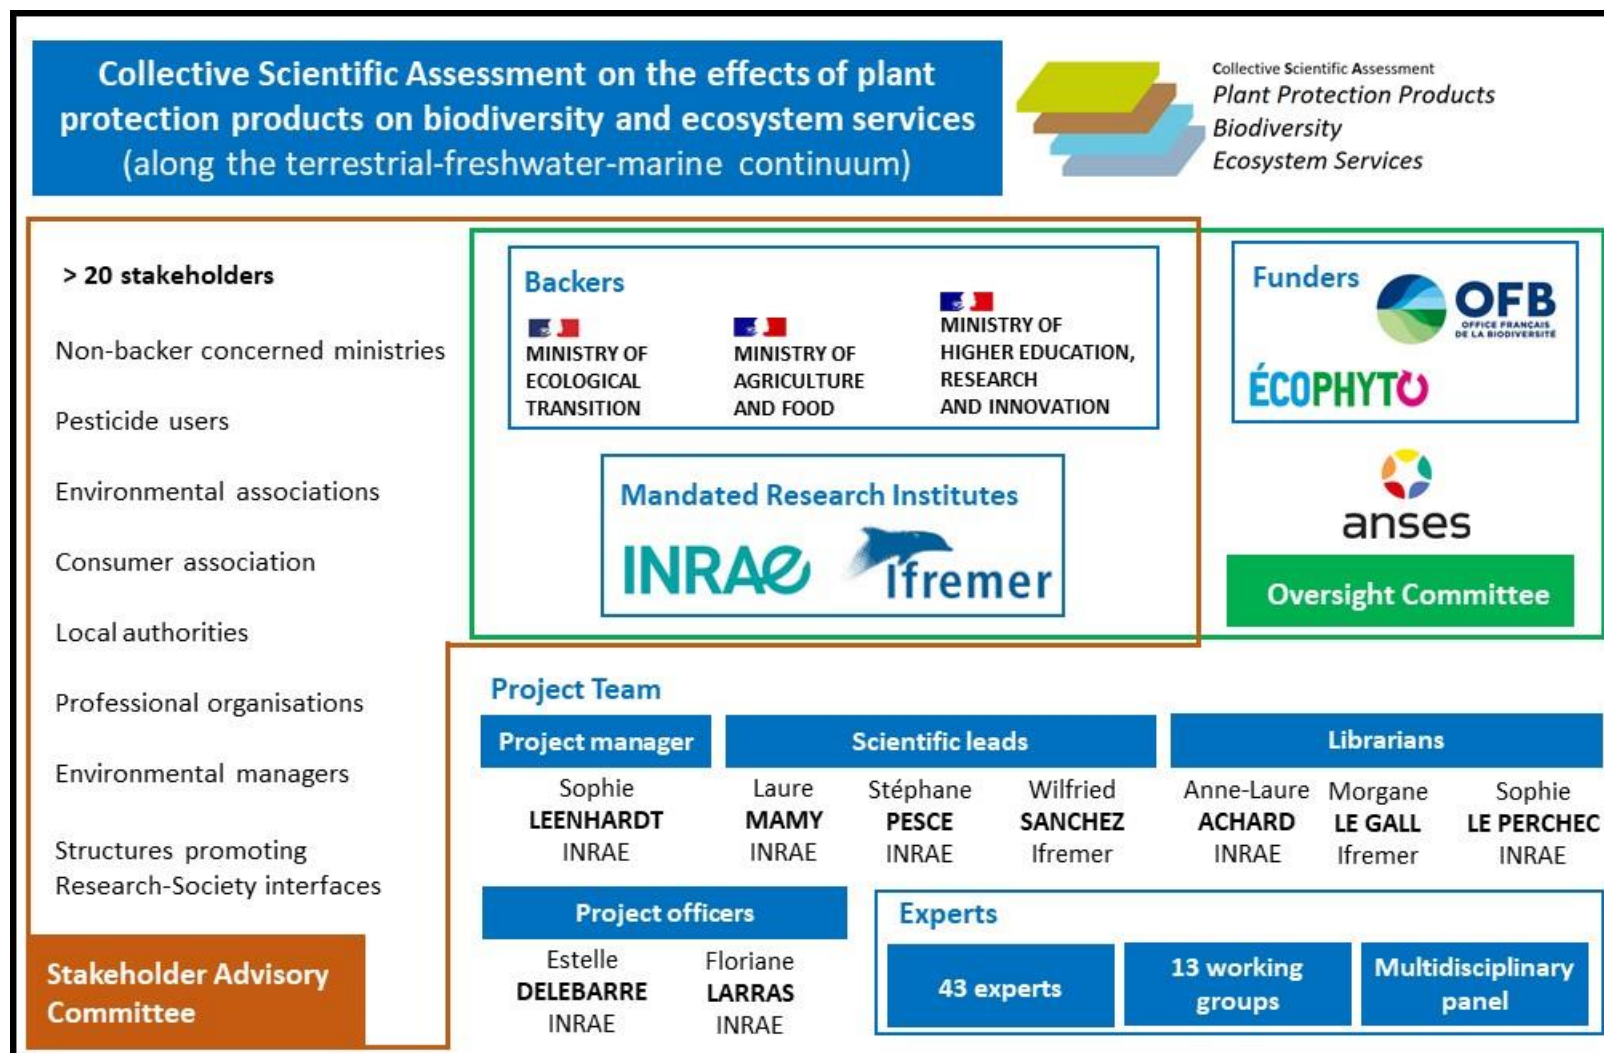 Collective Scientific Assessment on the effects of plant
protection products on biodiversity and ecosystem services
(along the terrestrial-freshwater-marine continuum)
Collective Scientific Assessment
Plant Protection Products
Biodiversity
Ecosystem Services
> 20 stakeholders
Non-backer concerned ministries
Pesticide users
Environmental associations
Consumer association
Local authorities
Professional organisations
Environmental managers
Structures promoting
Research-Society interfaces
Stakeholder Advisory
Committee
Backers
MINISTRY OF
ECOLOGICAL
TRANSITION
MINISTRY OF
AGRICULTURE
AND FOOD
MINISTRY OF
HIGHER EDUCATION,
RESEARCH
AND INNOVATION
Mandated Research Institutes
INRAE
Ifremer
Funders
OFB
OFFICE FRANÇAIS
DE LA BIODIVERSITÉ
ÉCOPHYTO
anses
Oversight Committee
Project Team
Project manager
Sophie
LEENHARDT
INRAE
Scientific leads
Laure
MAMY
INRAE
Stéphane
PESCE
INRAE
Wilfried
SANCHEZ
Ifremer
Librarians
Anne-Laure
ACHARD
INRAE
Morgane
LE GALL
Ifremer
Sophie
LE PERCHEC
INRAE
Project officers
Estelle
DELEBARRE
INRAE
Floriane
LARRAS
INRAE
Experts
43 experts
13 working
groups
Multidisciplinary
panel